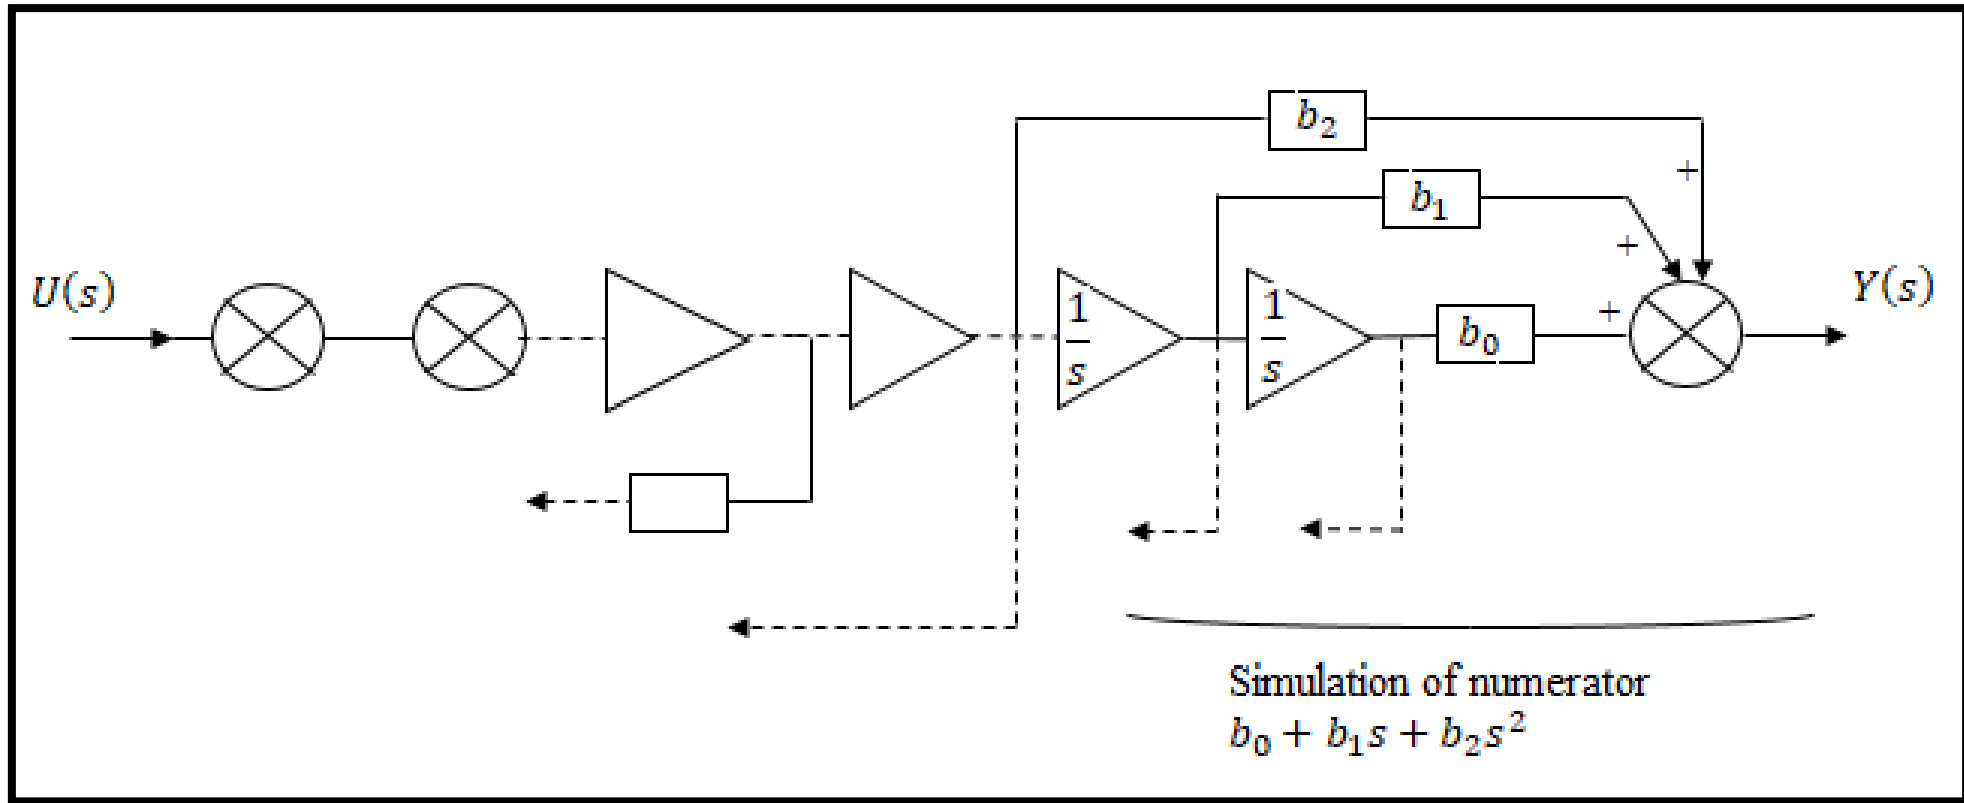 b₂
+
b₁
+
U(s)
1/s
1/s
+
b₀
Y(s)
Simulation of numerator
b₀ + b₁s + b₂s²